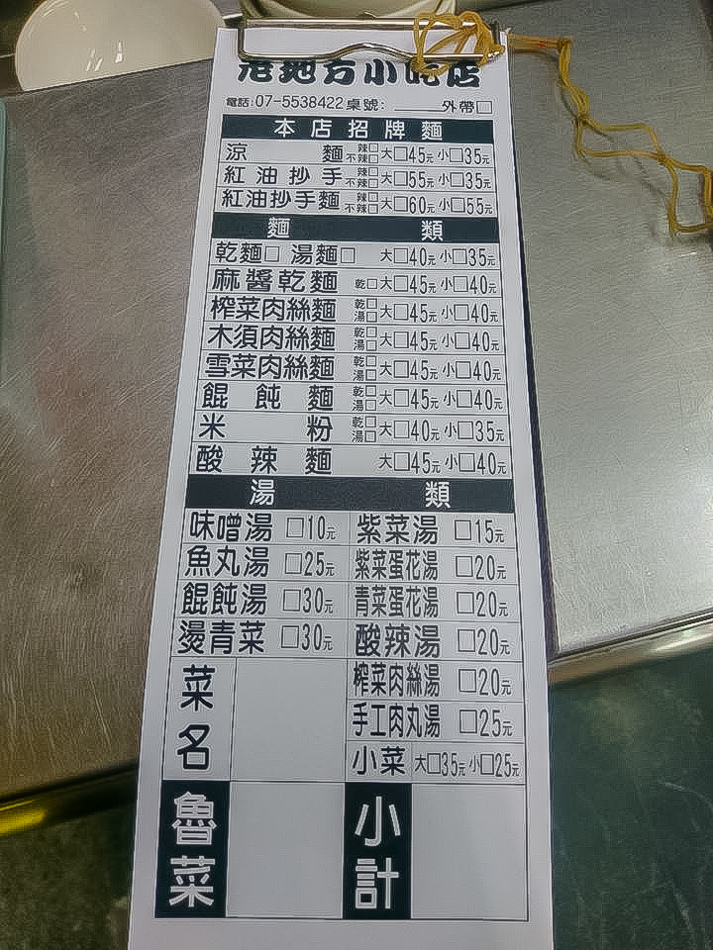 老地方小吃店
電話:07-5538422 桌號:____外帶□
本店招牌麵
涼麵 辣□ 不辣□ 大□45元 小□35元
紅油抄手 辣□ 不辣□ 大□55元 小□35元
紅油抄手麵 辣□ 不辣□ 大□60元 小□55元
麵類
乾麵□ 湯麵□ 大□40元 小□35元
麻醬乾麵 乾□ 大□45元 小□40元
榨菜肉絲麵 乾□ 湯□ 大□45元 小□40元
木須肉絲麵 乾□ 湯□ 大□45元 小□40元
雪菜肉絲麵 乾□ 湯□ 大□45元 小□40元
餛飩麵 乾□ 湯□ 大□45元 小□40元
米粉 乾□ 湯□ 大□40元 小□35元
酸辣麵 大□45元 小□40元
湯類
味噌湯 □10元 紫菜湯 □15元
魚丸湯 □25元 紫菜蛋花湯 □20元
餛飩湯 □30元 青菜蛋花湯 □20元
燙青菜 □30元 酸辣湯 □20元
榨菜肉絲湯 □20元
手工肉丸湯 □25元
小菜 大□35元 小□25元
菜名
魯菜 小計